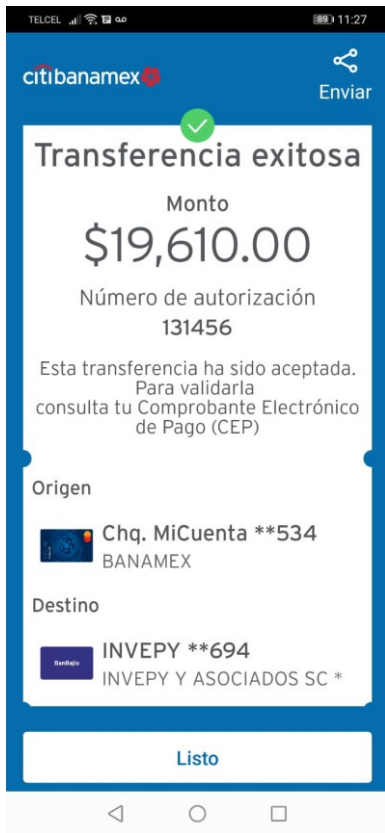 TELCEL 89 11:27
citibanamex
Enviar
Transferencia exitosa
Monto
$19,610.00
Número de autorización
131456
Esta transferencia ha sido aceptada.
Para validarla
consulta tu Comprobante Electrónico
de Pago (CEP)
Origen
Chq. MiCuenta **534
BANAMEX
Destino
BanBajío
INVEPY **694
INVEPY Y ASOCIADOS SC *
Listo